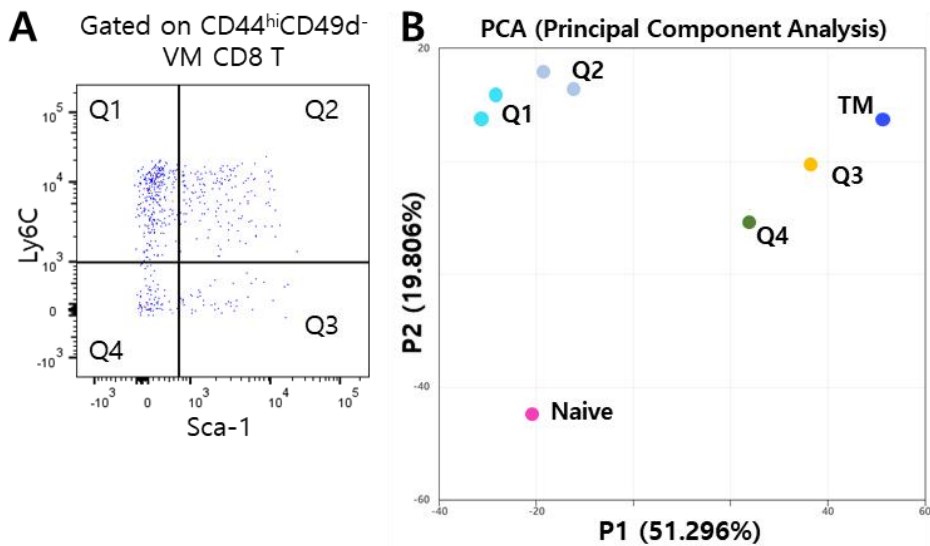 A
Gated on CD44hiCD49d-
VM CD8 T
Q1
Q2
10^5
10^4
10^3
10^3
0
-10^3
Ly6C
Q4
Q3
-10^3
0
10^3
10^4
10^5
Sca-1
B
PCA (Principal Component Analysis)
20
Q2
Q1
TM
Q3
Q4
Naive
P2 (19.806%)
-40
-60
-40
-20
40
60
P1 (51.296%)